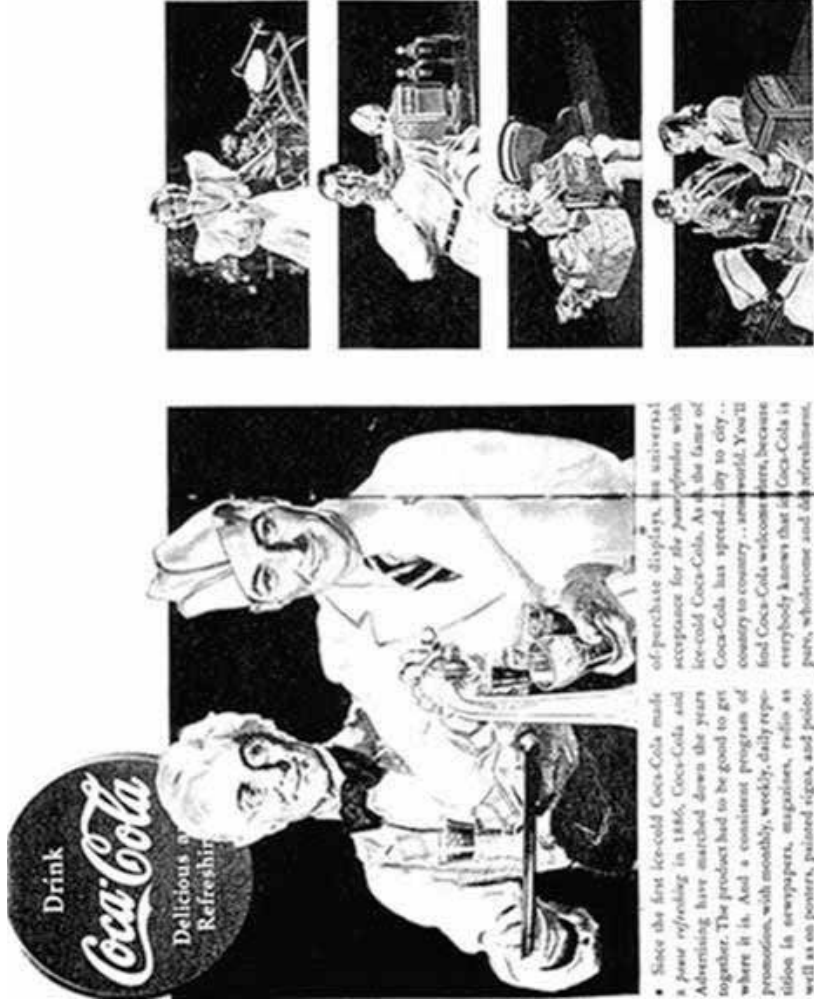 Drink
Coca-Cola
Delicious a
Refreshin
• Since the first ice-cold Coca-Cola made
a pause refreshing in 1886, Coca-Cola and
Advertising have marched down the years
together. The product had to be good to get
where it is. And a consistent program of
promotion, with monthly, weekly, daily repe-
tition in newspapers, magazines, radio as
well as on posters, painted signs, and point-
of-purchase displays, universal
acceptance for the pause refreshes with
ice-cold Coca-Cola. As the fame of
Coca-Cola has spread.. city to city..
country to country.. world. You'll
find Coca-Cola welcome because
everybody knows that Coca-Cola is
pure, wholesome and refreshment.